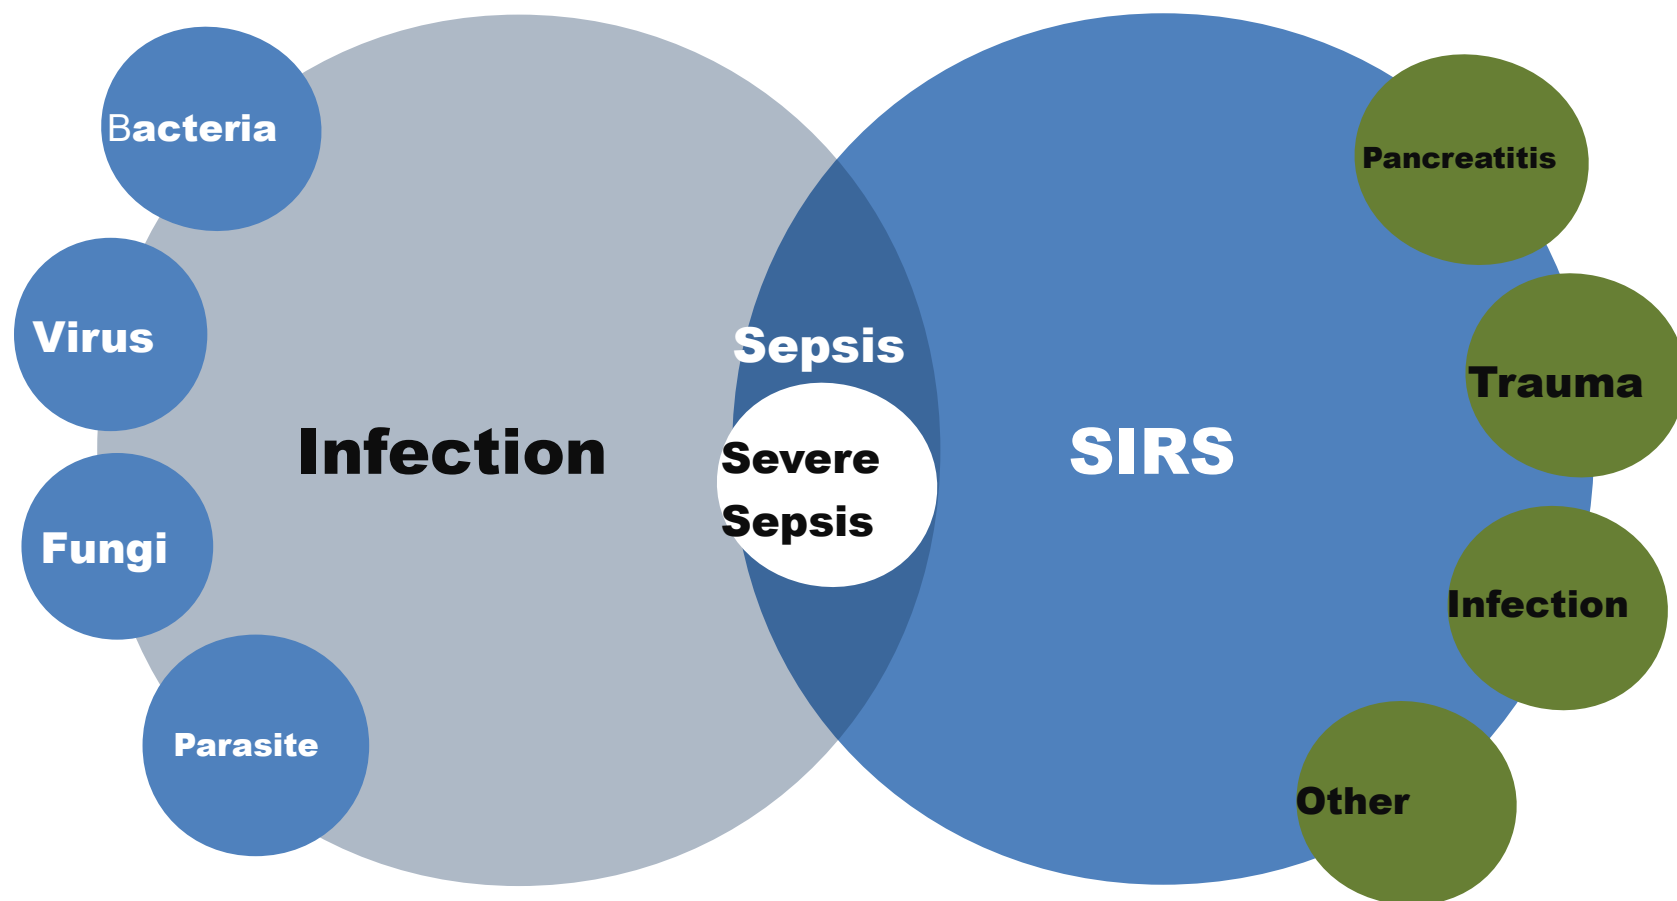 Bacteria
Virus
Fungi
Parasite
Infection
Sepsis
Severe
Sepsis
SIRS
Pancreatitis
Trauma
Infection
Other